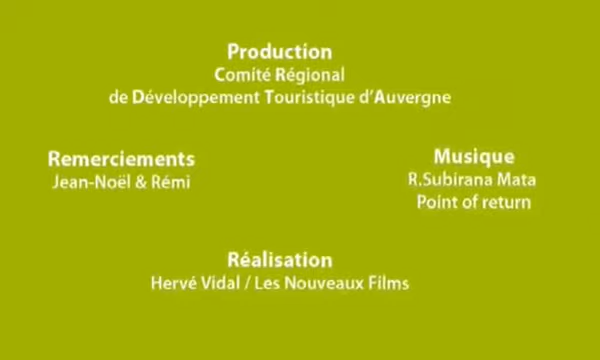 Production
Comité Régional
de Développement Touristique d'Auvergne
Remerciements
Jean-Noël & Rémi
Musique
R.Subirana Mata
Point of return
Réalisation
Hervé Vidal / Les Nouveaux Films